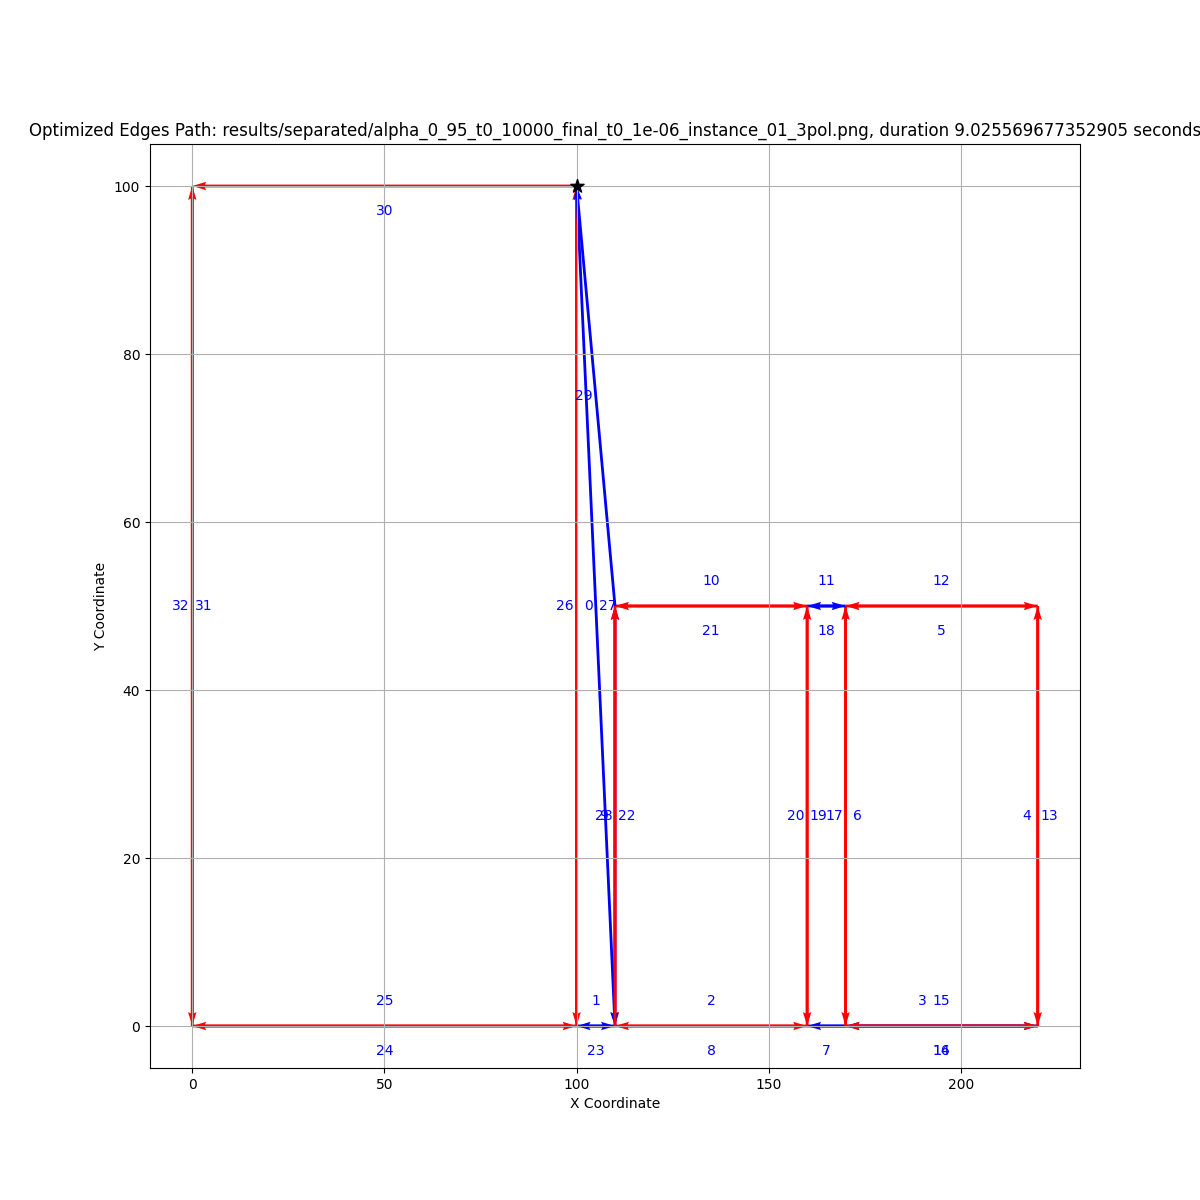 Optimized Edges Path: results/separated/alpha_0_95_t0_10000_final_t0_1e-06_instance_01_3pol.png, duration 9.025569677352905 seconds
100
30
80
29
60
10 11 12
32 31 26 0 27
21 18 5
Y Coordinate
40
20 19 17 6 4 13
22
20
25 1 2 3 15
0
24 23 8 7
0 50 100 150 200
X Coordinate